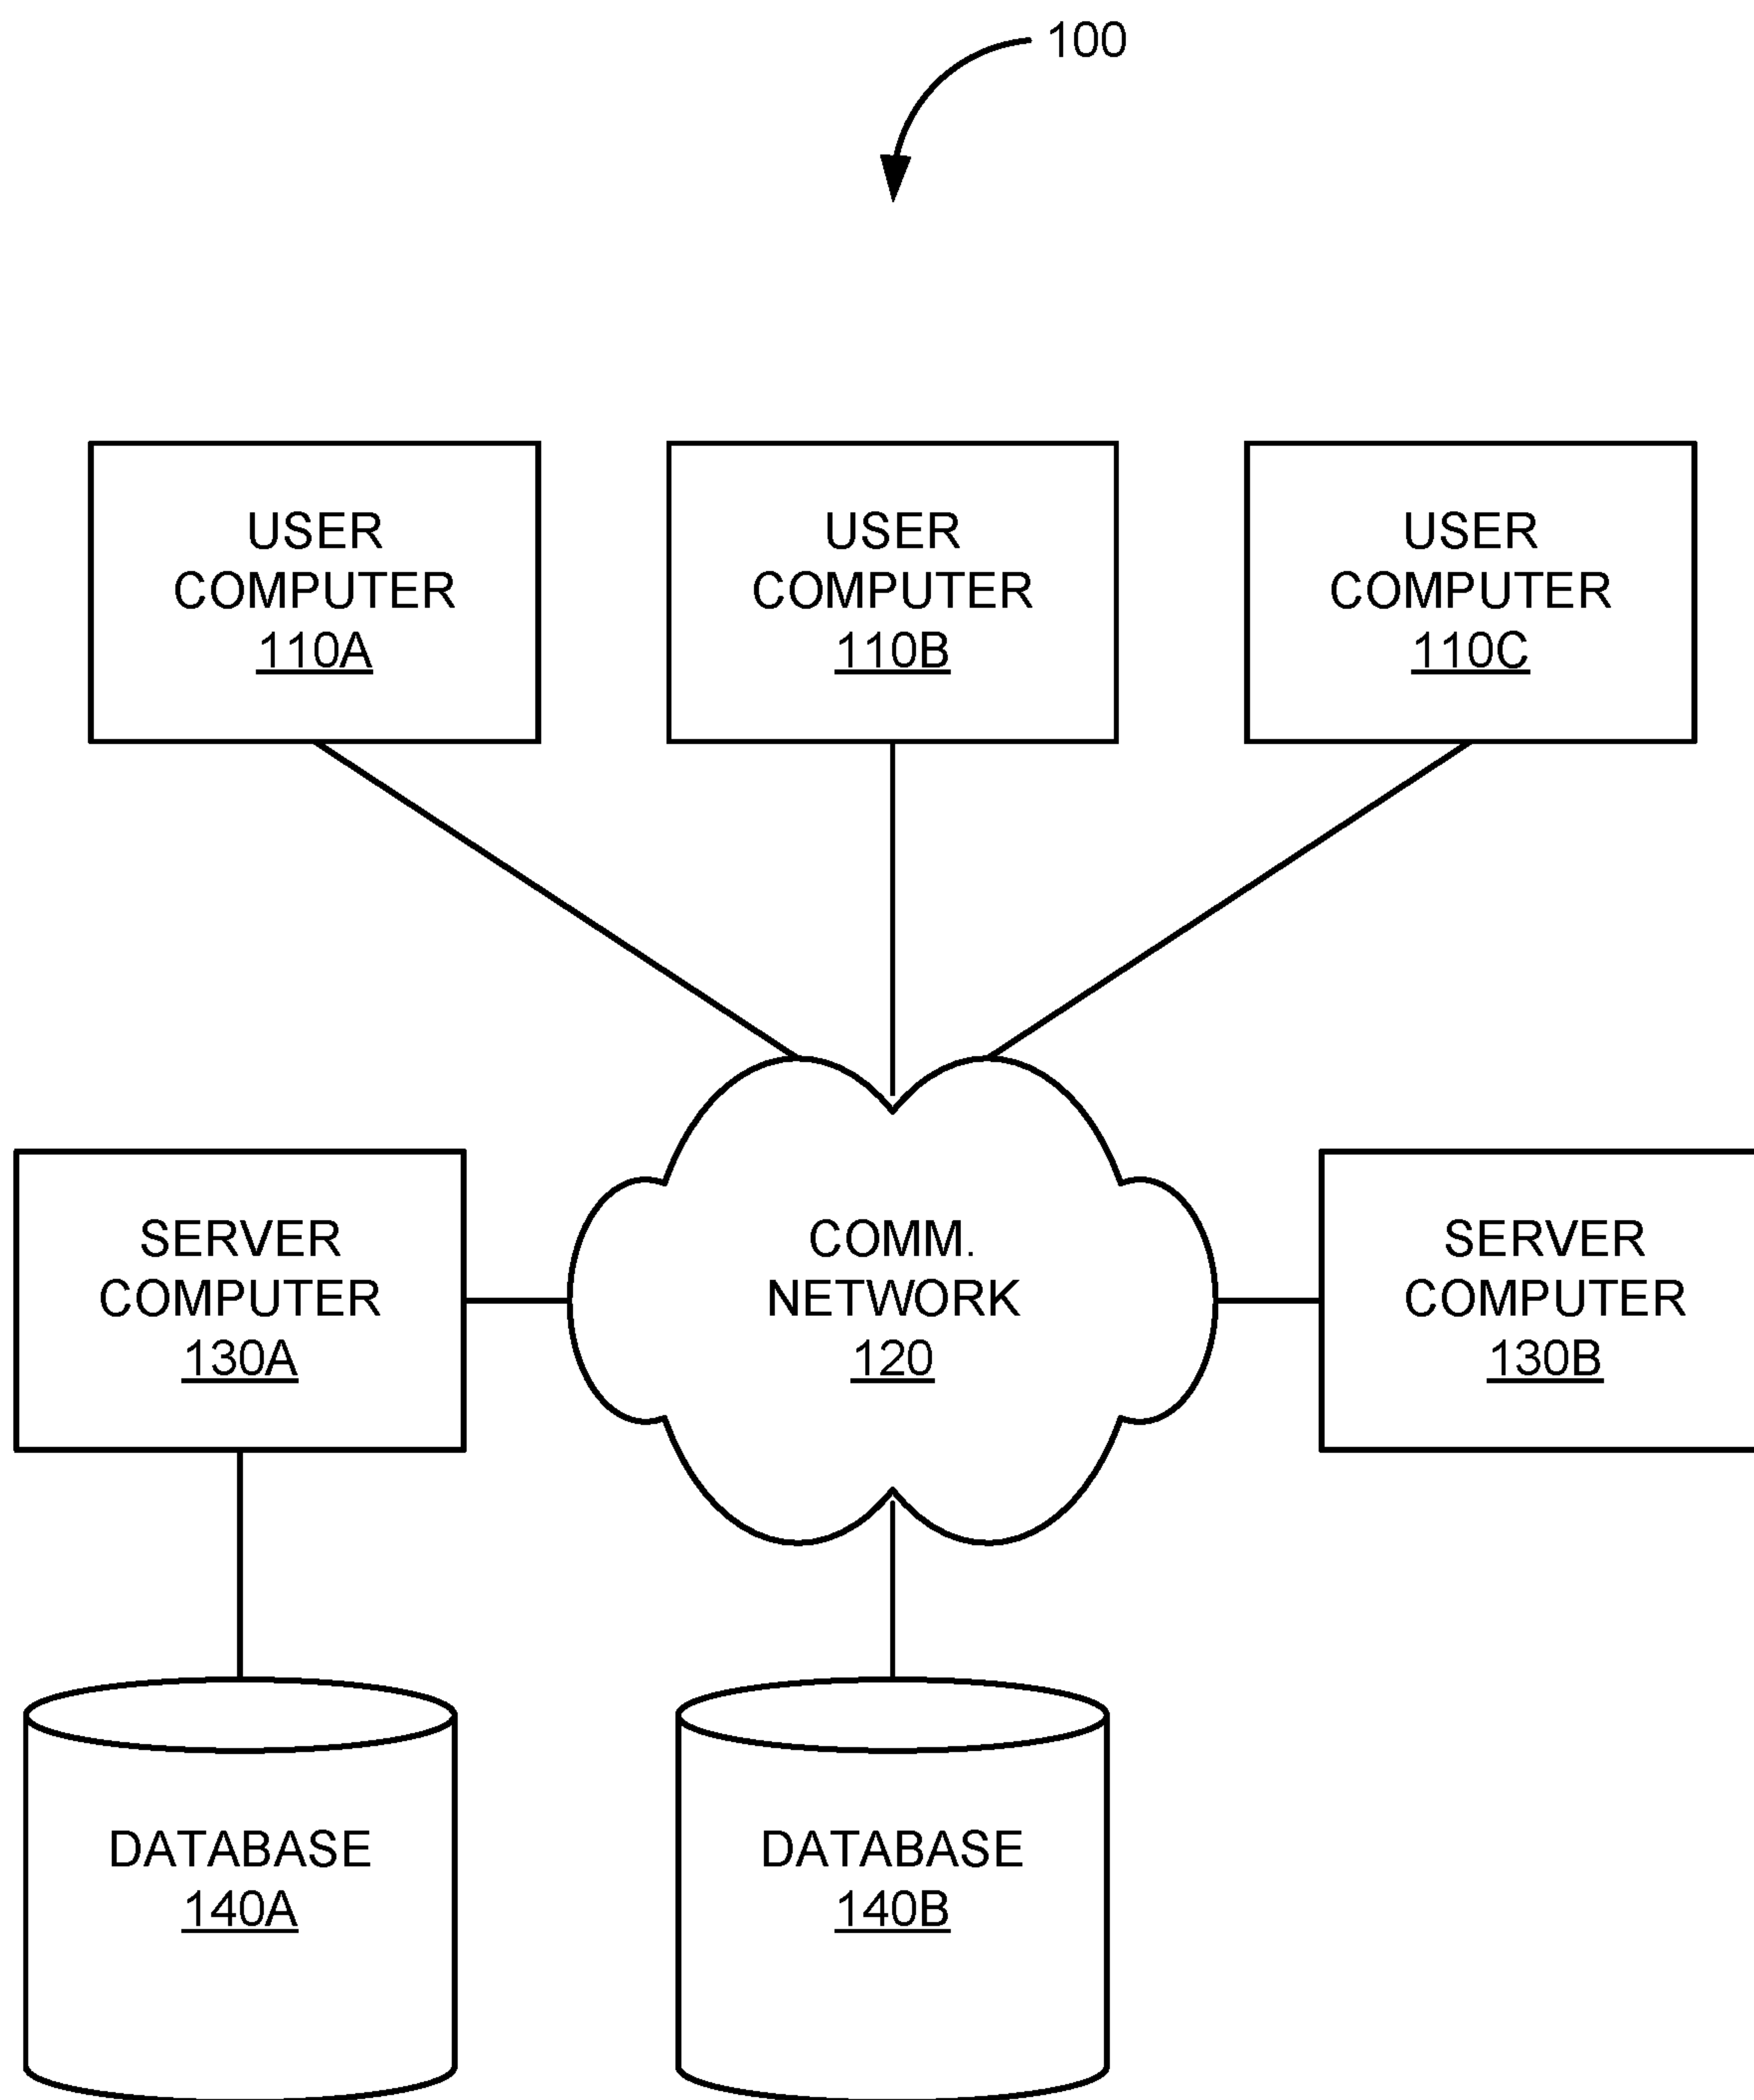 100
USER
COMPUTER
110A
USER
COMPUTER
110B
USER
COMPUTER
110C
SERVER
COMPUTER
130A
COMM.
NETWORK
120
SERVER
COMPUTER
130B
DATABASE
140A
DATABASE
140B